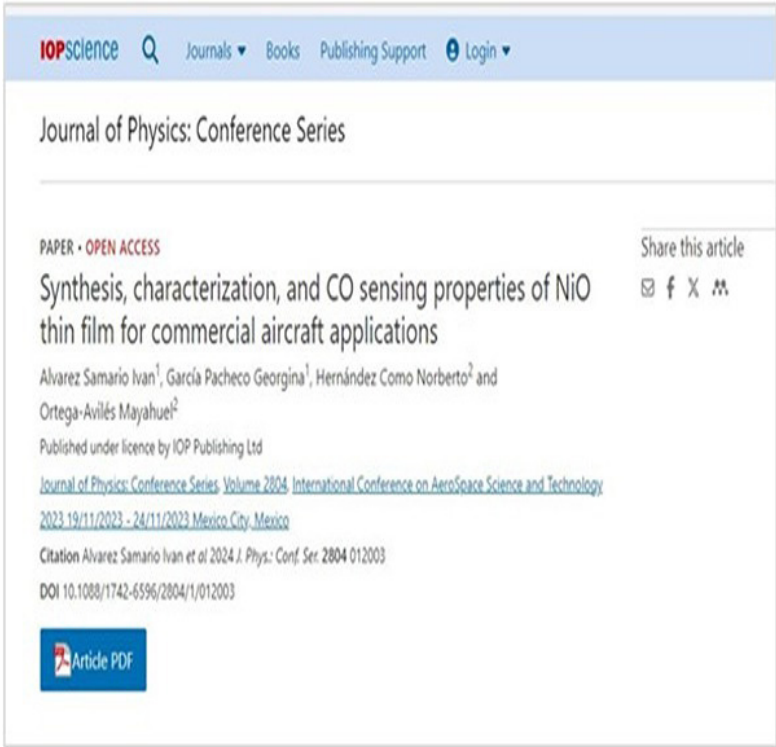 IOPscience Journals Books Publishing Support Login
Journal of Physics: Conference Series
PAPER • OPEN ACCESS
Synthesis, characterization, and CO sensing properties of NiO
thin film for commercial aircraft applications
Alvarez Samario Ivan1, García Pacheco Georgina1, Hernández Como Norberto2 and
Ortega-Avilés Mayahuel2
Published under licence by IOP Publishing Ltd
Journal of Physics: Conference Series, Volume 2804, International Conference on AeroSpace Science and Technology
2023 19/11/2023 - 24/11/2023 Mexico City, Mexico
Citation Alvarez Samario Ivan et al 2024 J. Phys.: Conf. Ser. 2804 012003
DOI 10.1088/1742-6596/2804/1/012003
Article PDF
Share this article